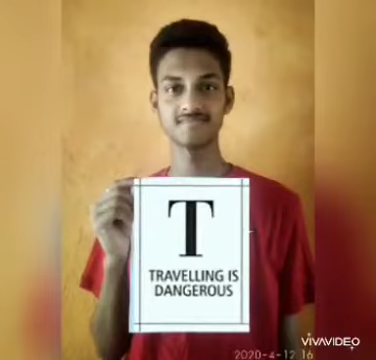 T
TRAVELLING IS
DANGEROUS
2020-4-12 16
VIVAVIDEO